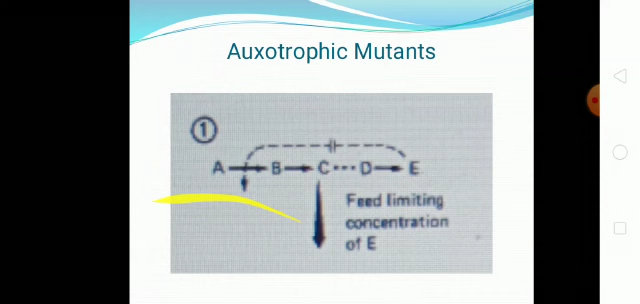 Auxotrophic Mutants
①
A → B → C ··· D → E
Feed limiting
concentration
of E